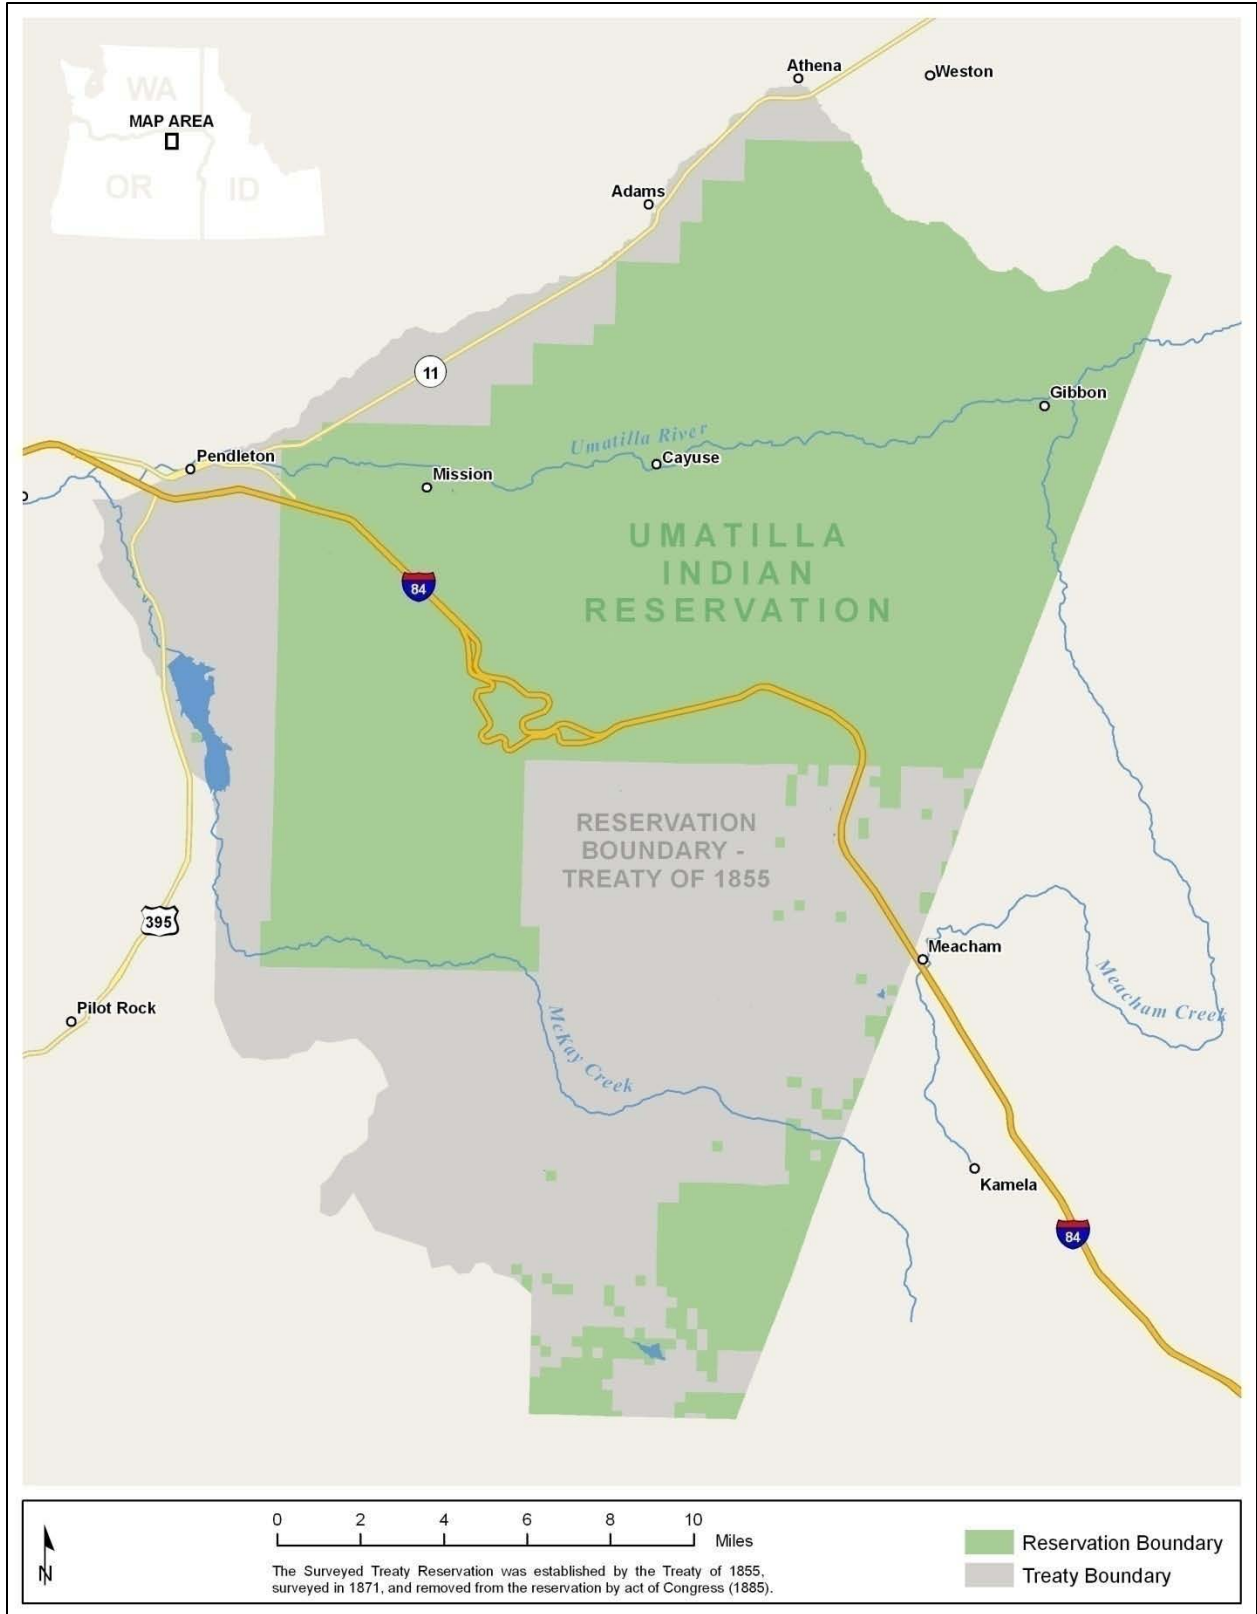 WA
MAP AREA
OR
ID
Athena
Weston
Adams
11
Gibbon
Umatilla River
Pendleton
Cayuse
Mission
UMATILLA
INDIAN
RESERVATION
84
RESERVATION
BOUNDARY -
TREATY OF 1855
395
Meacham
Meacham Creek
Pilot Rock
McKay Creek
Kamela
84
0 2 4 6 8 10
Miles
N
The Surveyed Treaty Reservation was established by the Treaty of 1855,
surveyed in 1871, and removed from the reservation by act of Congress (1885).
Reservation Boundary
Treaty Boundary